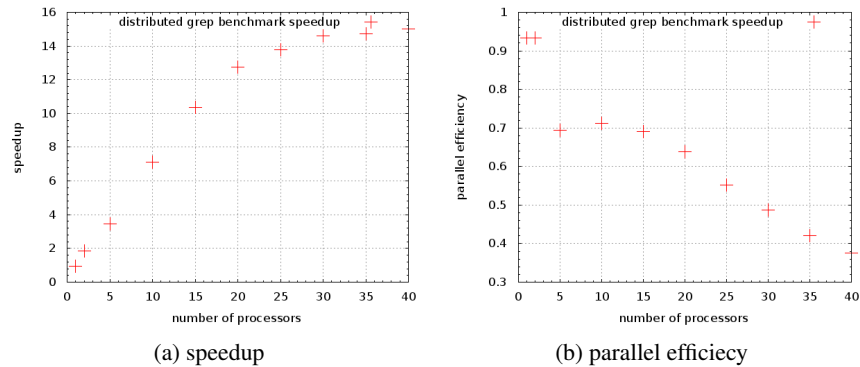 distributed grep benchmark speedup
16
14
12
10
8
6
4
2
0
speedup
0 5 10 15 20 25 30 35 40
number of processors
(a) speedup
distributed grep benchmark speedup
1
0.9
0.8
0.7
0.6
0.5
0.4
0.3
parallel efficiency
0 5 10 15 20 25 30 35 40
number of processors
(b) parallel efficiecy